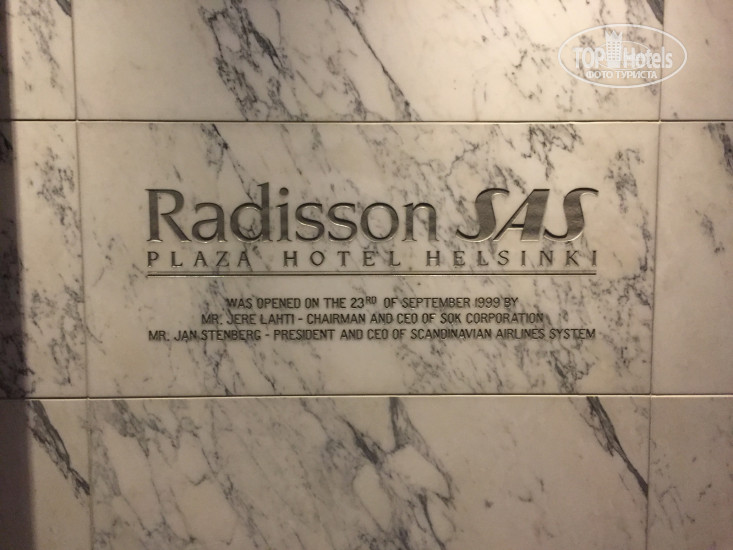 TOP Hotels
ФОТО ТУРИСТА
Radisson SAS
PLAZA HOTEL HELSINKI
WAS OPENED ON THE 23RD OF SEPTEMBER 1999 BY
MR. JERE LAHTI - CHAIRMAN AND CEO OF SOK CORPORATION
MR. JAN STENBERG - PRESIDENT AND CEO OF SCANDINAVIAN AIRLINES SYSTEM